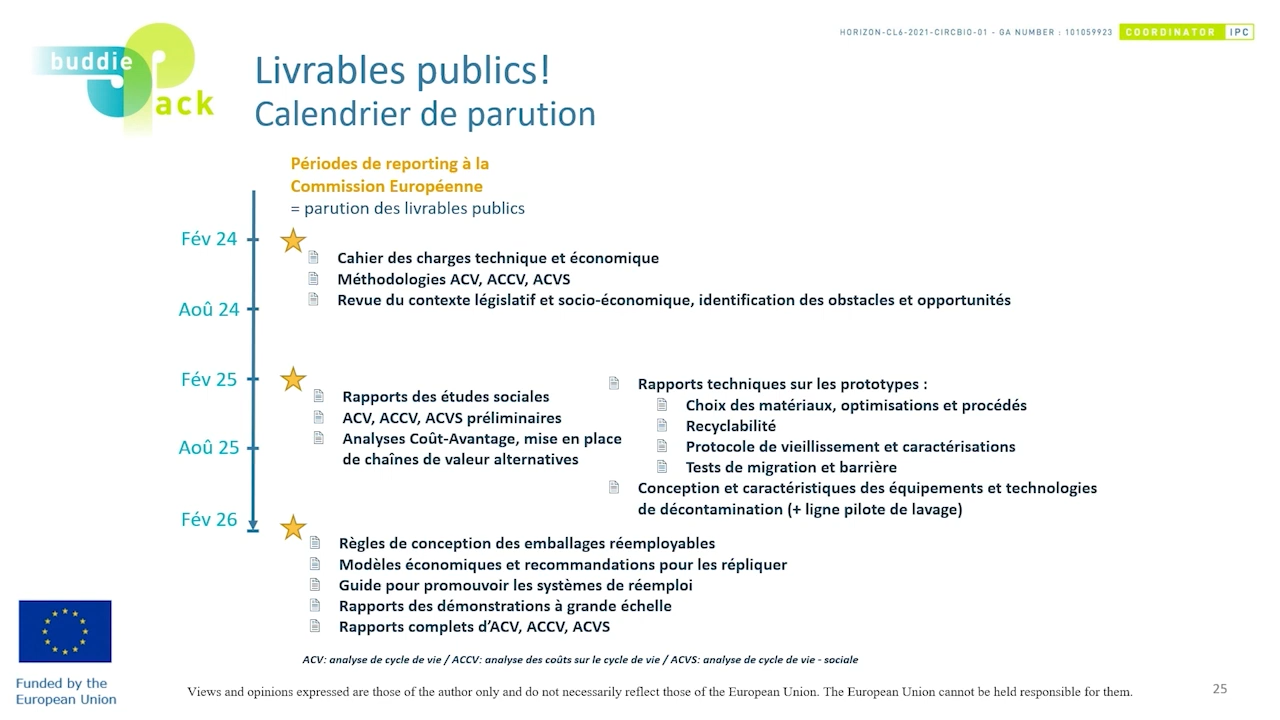 buddie
pack
HORIZON-CL6-2021-CIRCBIO-01 - GA NUMBER : 101059923
COORDINATOR IPC
Livrables publics!
Calendrier de parution
Périodes de reporting à la
Commission Européenne
= parution des livrables publics
Fév 24
Cahier des charges technique et économique
Méthodologies ACV, ACCV, ACVS
Revue du contexte législatif et socio-économique, identification des obstacles et opportunités
Aoû 24
Fév 25
Rapports des études sociales
ACV, ACCV, ACVS préliminaires
Analyses Coût-Avantage, mise en place
de chaînes de valeur alternatives
Rapports techniques sur les prototypes :
Choix des matériaux, optimisations et procédés
Recyclabilité
Protocole de vieillissement et caractérisations
Tests de migration et barrière
Conception et caractéristiques des équipements et technologies
de décontamination (+ ligne pilote de lavage)
Aoû 25
Fév 26
Règles de conception des emballages réemployables
Modèles économiques et recommandations pour les répliquer
Guide pour promouvoir les systèmes de réemploi
Rapports des démonstrations à grande échelle
Rapports complets d’ACV, ACCV, ACVS
ACV: analyse de cycle de vie / ACCV: analyse des coûts sur le cycle de vie / ACVS: analyse de cycle de vie - sociale
Funded by the
European Union
Views and opinions expressed are those of the author only and do not necessarily reflect those of the European Union. The European Union cannot be held responsible for them.
25